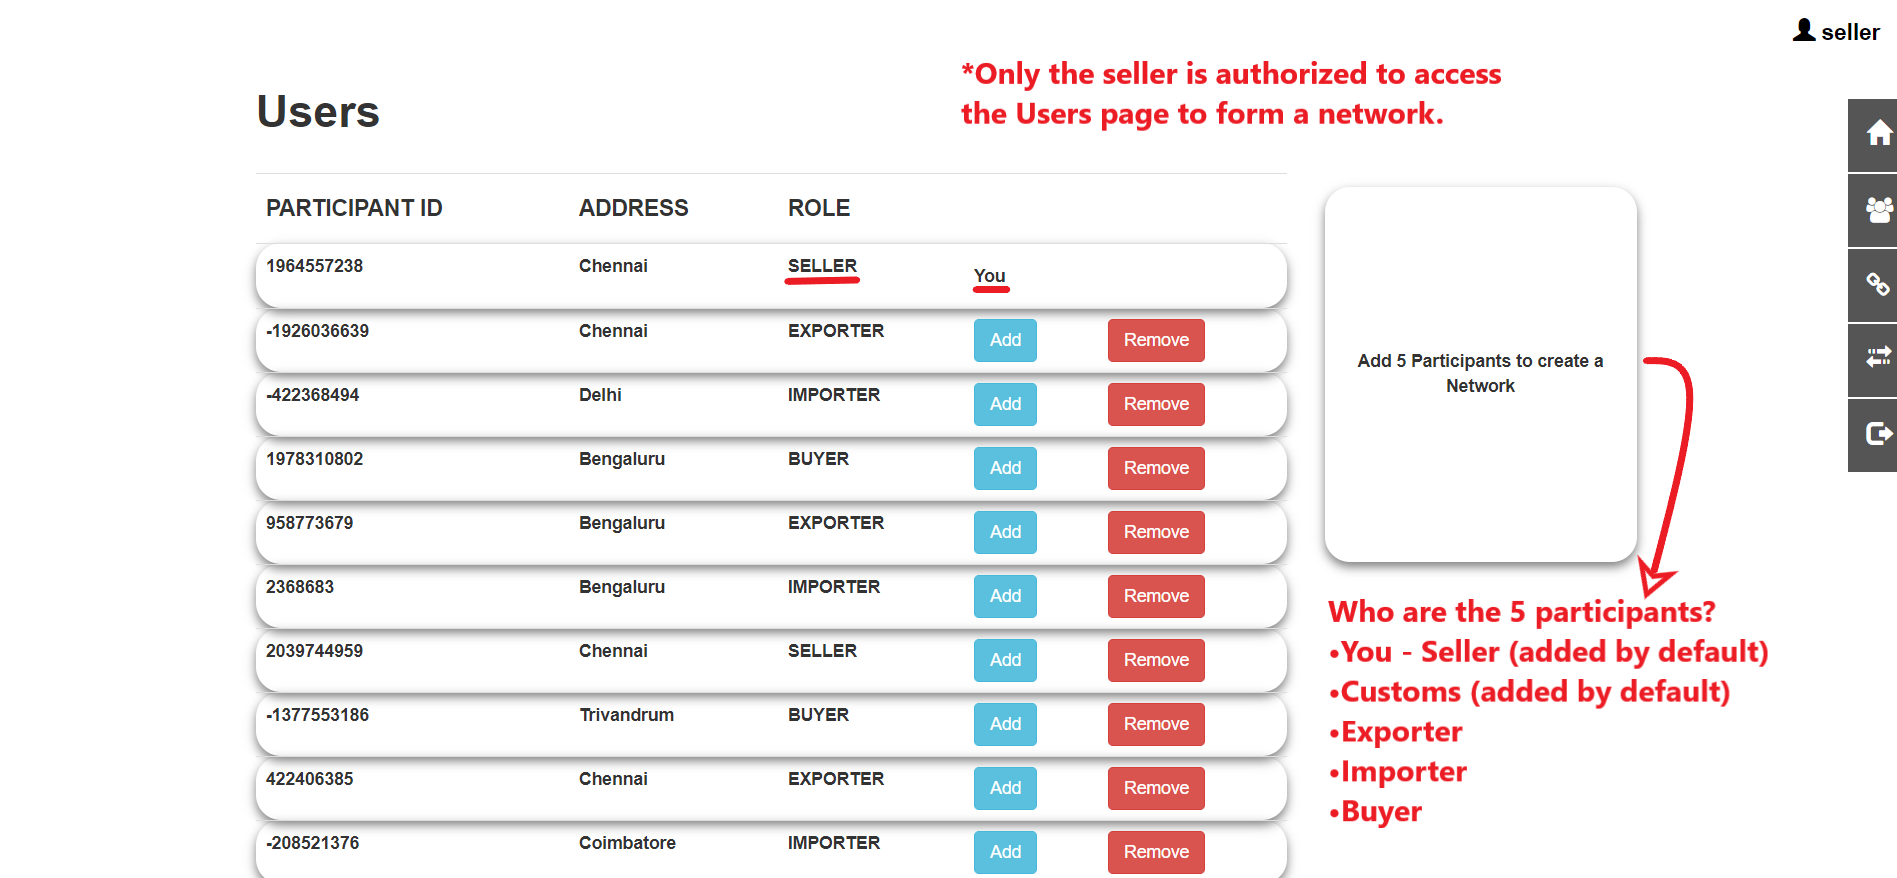 seller
*Only the seller is authorized to access
the Users page to form a network.
Users
PARTICIPANT ID ADDRESS ROLE
1964557238 Chennai SELLER You
-1926036639 Chennai EXPORTER Add Remove
-422368494 Delhi IMPORTER Add Remove
1978310802 Bengaluru BUYER Add Remove
958773679 Bengaluru EXPORTER Add Remove
2368683 Bengaluru IMPORTER Add Remove
2039744959 Chennai SELLER Add Remove
-1377553186 Trivandrum BUYER Add Remove
422406385 Chennai EXPORTER Add Remove
-208521376 Coimbatore IMPORTER Add Remove
Add 5 Participants to create a
Network
Who are the 5 participants?
•You - Seller (added by default)
•Customs (added by default)
•Exporter
•Importer
•Buyer